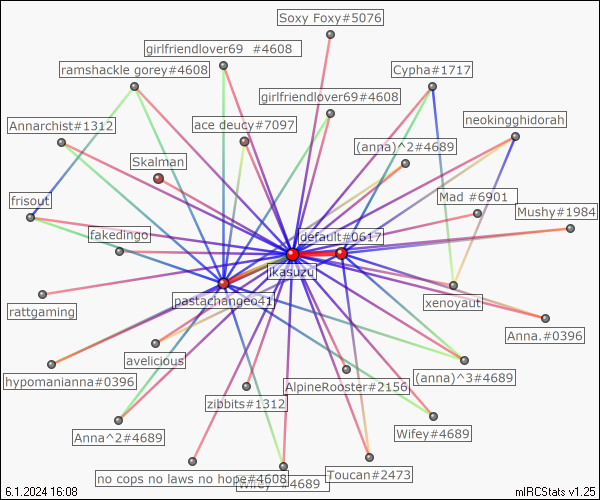 Soxy Foxy#5076
girlfriendlover69 #4608
ramshackle gorey#4608
Cypha#1717
girlfriendlover69#4608
Annarchist#1312
ace deucy#7097
neokingghidorah
(anna)^2#4689
Skalman
frisout
Mad #6901
Mushy#1984
fakedingo
default#0617
ikasuzu
pastachangeo41
xenoyaut
rattgaming
Anna.#0396
avelicious
hypomanianna#0396
(anna)^3#4689
AlpineRooster#2156
zibbits#1312
Anna^2#4689
Wifey#4689
no cops no laws no hope#4608
Wifey #4689
Toucan#2473
6.1.2024 16:08
mIRCStats v1.25